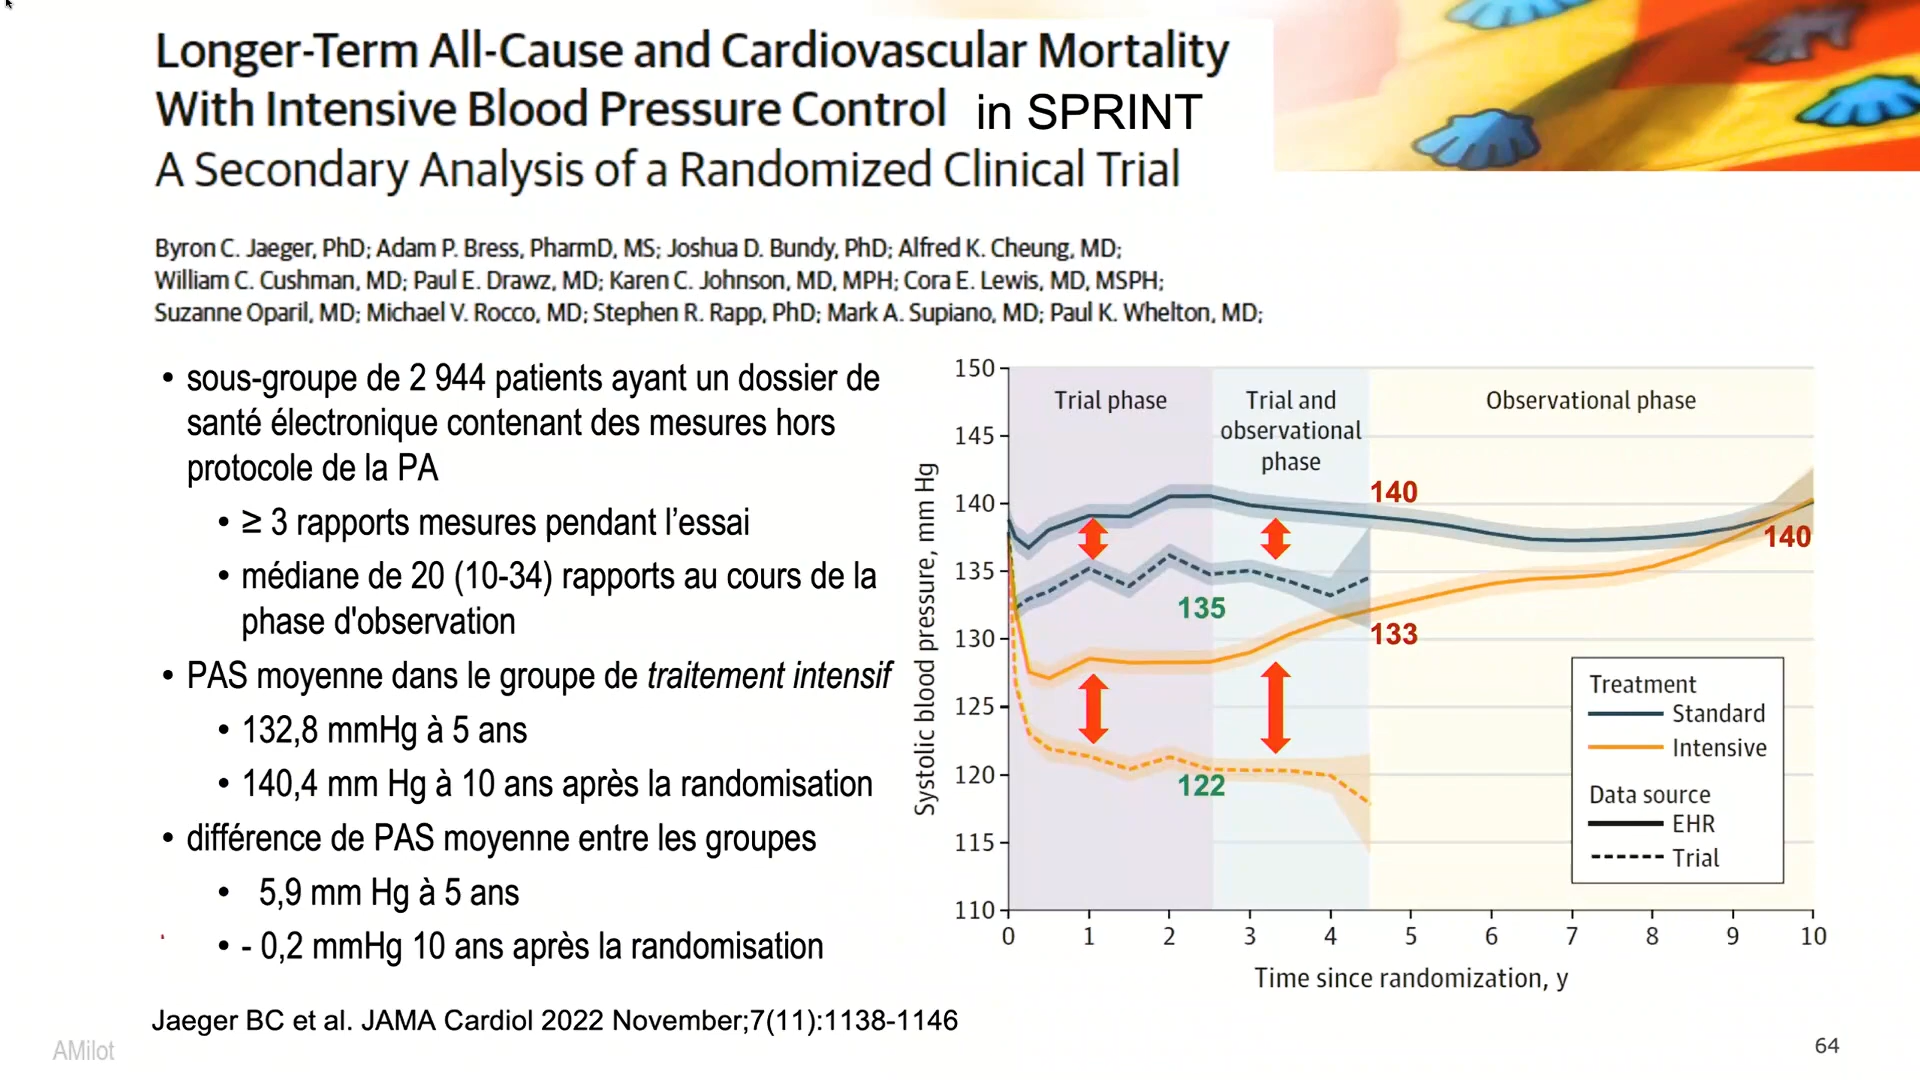 Longer-Term All-Cause and Cardiovascular Mortality
With Intensive Blood Pressure Control in SPRINT
A Secondary Analysis of a Randomized Clinical Trial
Byron C. Jaeger, PhD; Adam P. Bress, PharmD, MS; Joshua D. Bundy, PhD; Alfred K. Cheung, MD;
William C. Cushman, MD; Paul E. Drawz, MD; Karen C. Johnson, MD, MPH; Cora E. Lewis, MD, MSPH;
Suzanne Oparil, MD; Michael V. Rocco, MD; Stephen R. Rapp, PhD; Mark A. Supiano, MD; Paul K. Whelton, MD;
• sous-groupe de 2 944 patients ayant un dossier de
santé électronique contenant des mesures hors
protocole de la PA
• ≥ 3 rapports mesures pendant l'essai
• médiane de 20 (10-34) rapports au cours de la
phase d'observation
• PAS moyenne dans le groupe de traitement intensif
• 132,8 mmHg à 5 ans
• 140,4 mm Hg à 10 ans après la randomisation
• différence de PAS moyenne entre les groupes
• 5,9 mm Hg à 5 ans
• - 0,2 mmHg 10 ans après la randomisation
Systolic blood pressure, mm Hg
150
145
140
135
130
125
120
115
110
Trial phase
Trial and
observational
phase
Observational phase
140
140
135
133
122
Treatment
Standard
Intensive
Data source
EHR
Trial
0 1 2 3 4 5 6 7 8 9 10
Time since randomization, y
Jaeger BC et al. JAMA Cardiol 2022 November;7(11):1138-1146
AMilot
64